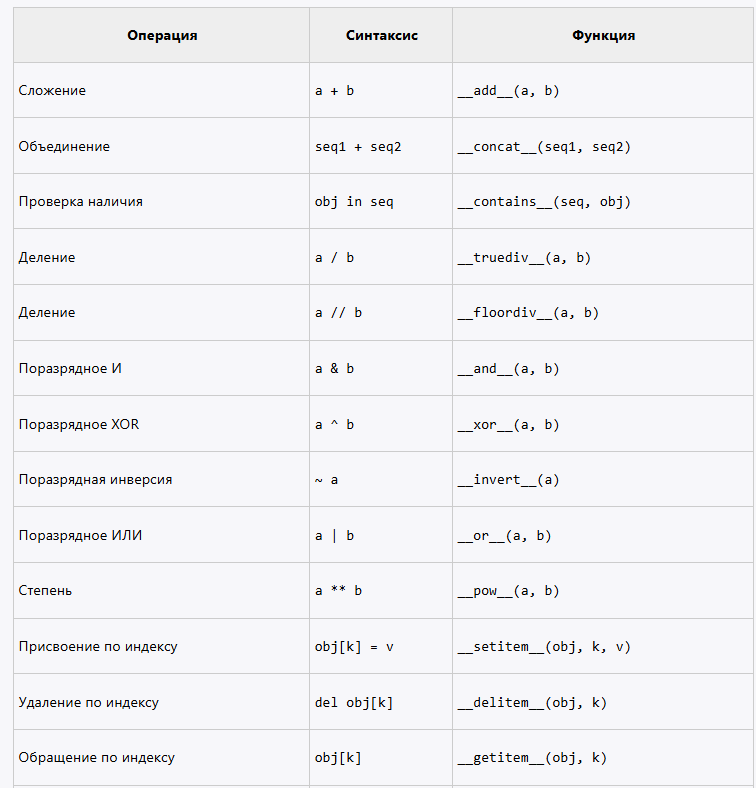 Операция Синтаксис Функция
Сложение a + b __add__(a, b)
Объединение seq1 + seq2 __concat__(seq1, seq2)
Проверка наличия obj in seq __contains__(seq, obj)
Деление a / b __truediv__(a, b)
Деление a // b __floordiv__(a, b)
Поразрядное И a & b __and__(a, b)
Поразрядное XOR a ^ b __xor__(a, b)
Поразрядная инверсия ~ a __invert__(a)
Поразрядное ИЛИ a | b __or__(a, b)
Степень a ** b __pow__(a, b)
Присвоение по индексу obj[k] = v __setitem__(obj, k, v)
Удаление по индексу del obj[k] __delitem__(obj, k)
Обращение по индексу obj[k] __getitem__(obj, k)